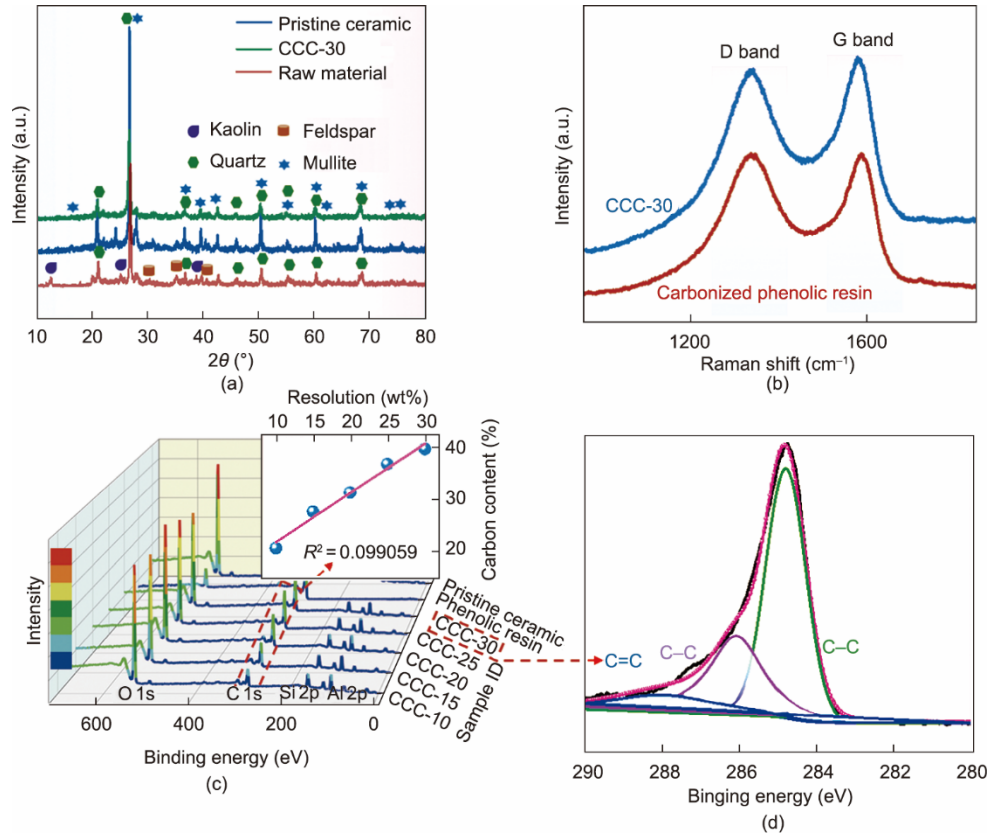 Pristine ceramic
CCC-30
Raw material
Kaolin
Feldspar
Quartz
Mullite
Intensity (a.u.)
10 20 30 40 50 60 70 80
2θ (°)
(a)
D band
G band
CCC-30
Carbonized phenolic resin
Intensity (a.u.)
1200 1600
Raman shift (cm⁻¹)
(b)
Resolution (wt%)
10 15 20 25 30
40
30
20
Carbon content (%)
R² = 0.099059
Intensity
O 1s
C 1s
Si 2p
Al 2p
600 400 200 0
Binding energy (eV)
Pristine ceramic
Phenolic resin
CCC-30
CCC-25
CCC-20
CCC-15
CCC-10
Sample ID
(c)
C=C
C–C
C–C
290 288 286 284 282 280
Binging energy (eV)
(d)